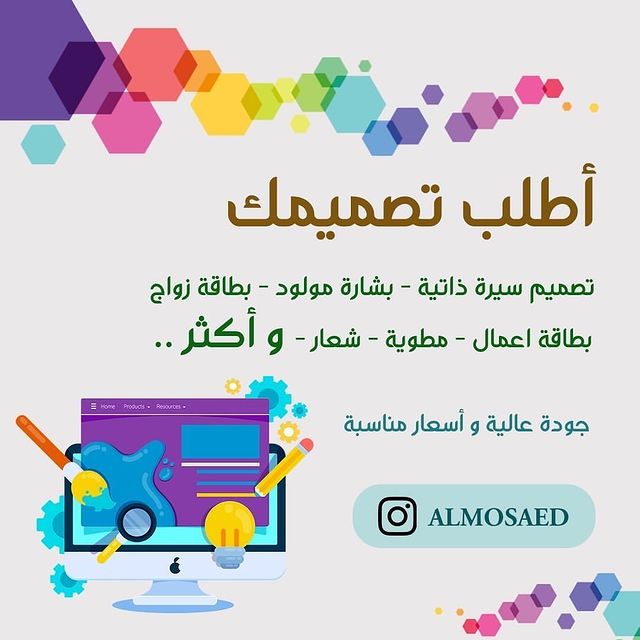 أطلب تصميمك
تصميم سيرة ذاتية - بشارة مولود - بطاقة زواج
بطاقة اعمال - مطوية - شعار - و أكثر ..
جودة عالية و أسعار مناسبة
ALMOSAED
Home Products Resources